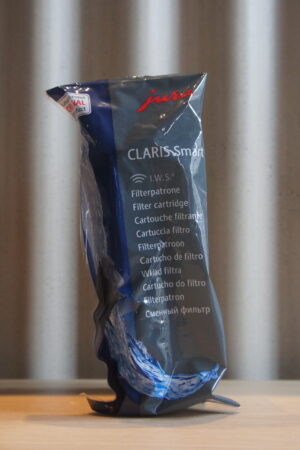 jura
CLARIS Smart
I.W.S.®
Filterpatrone
Filter cartridge
Cartouche filtrante
Cartuccia filtro
Filterpatroon
Cartucho de filtro
Wkład filtra
Cartucho do filtro
Filterpatron
Сменный фильтр